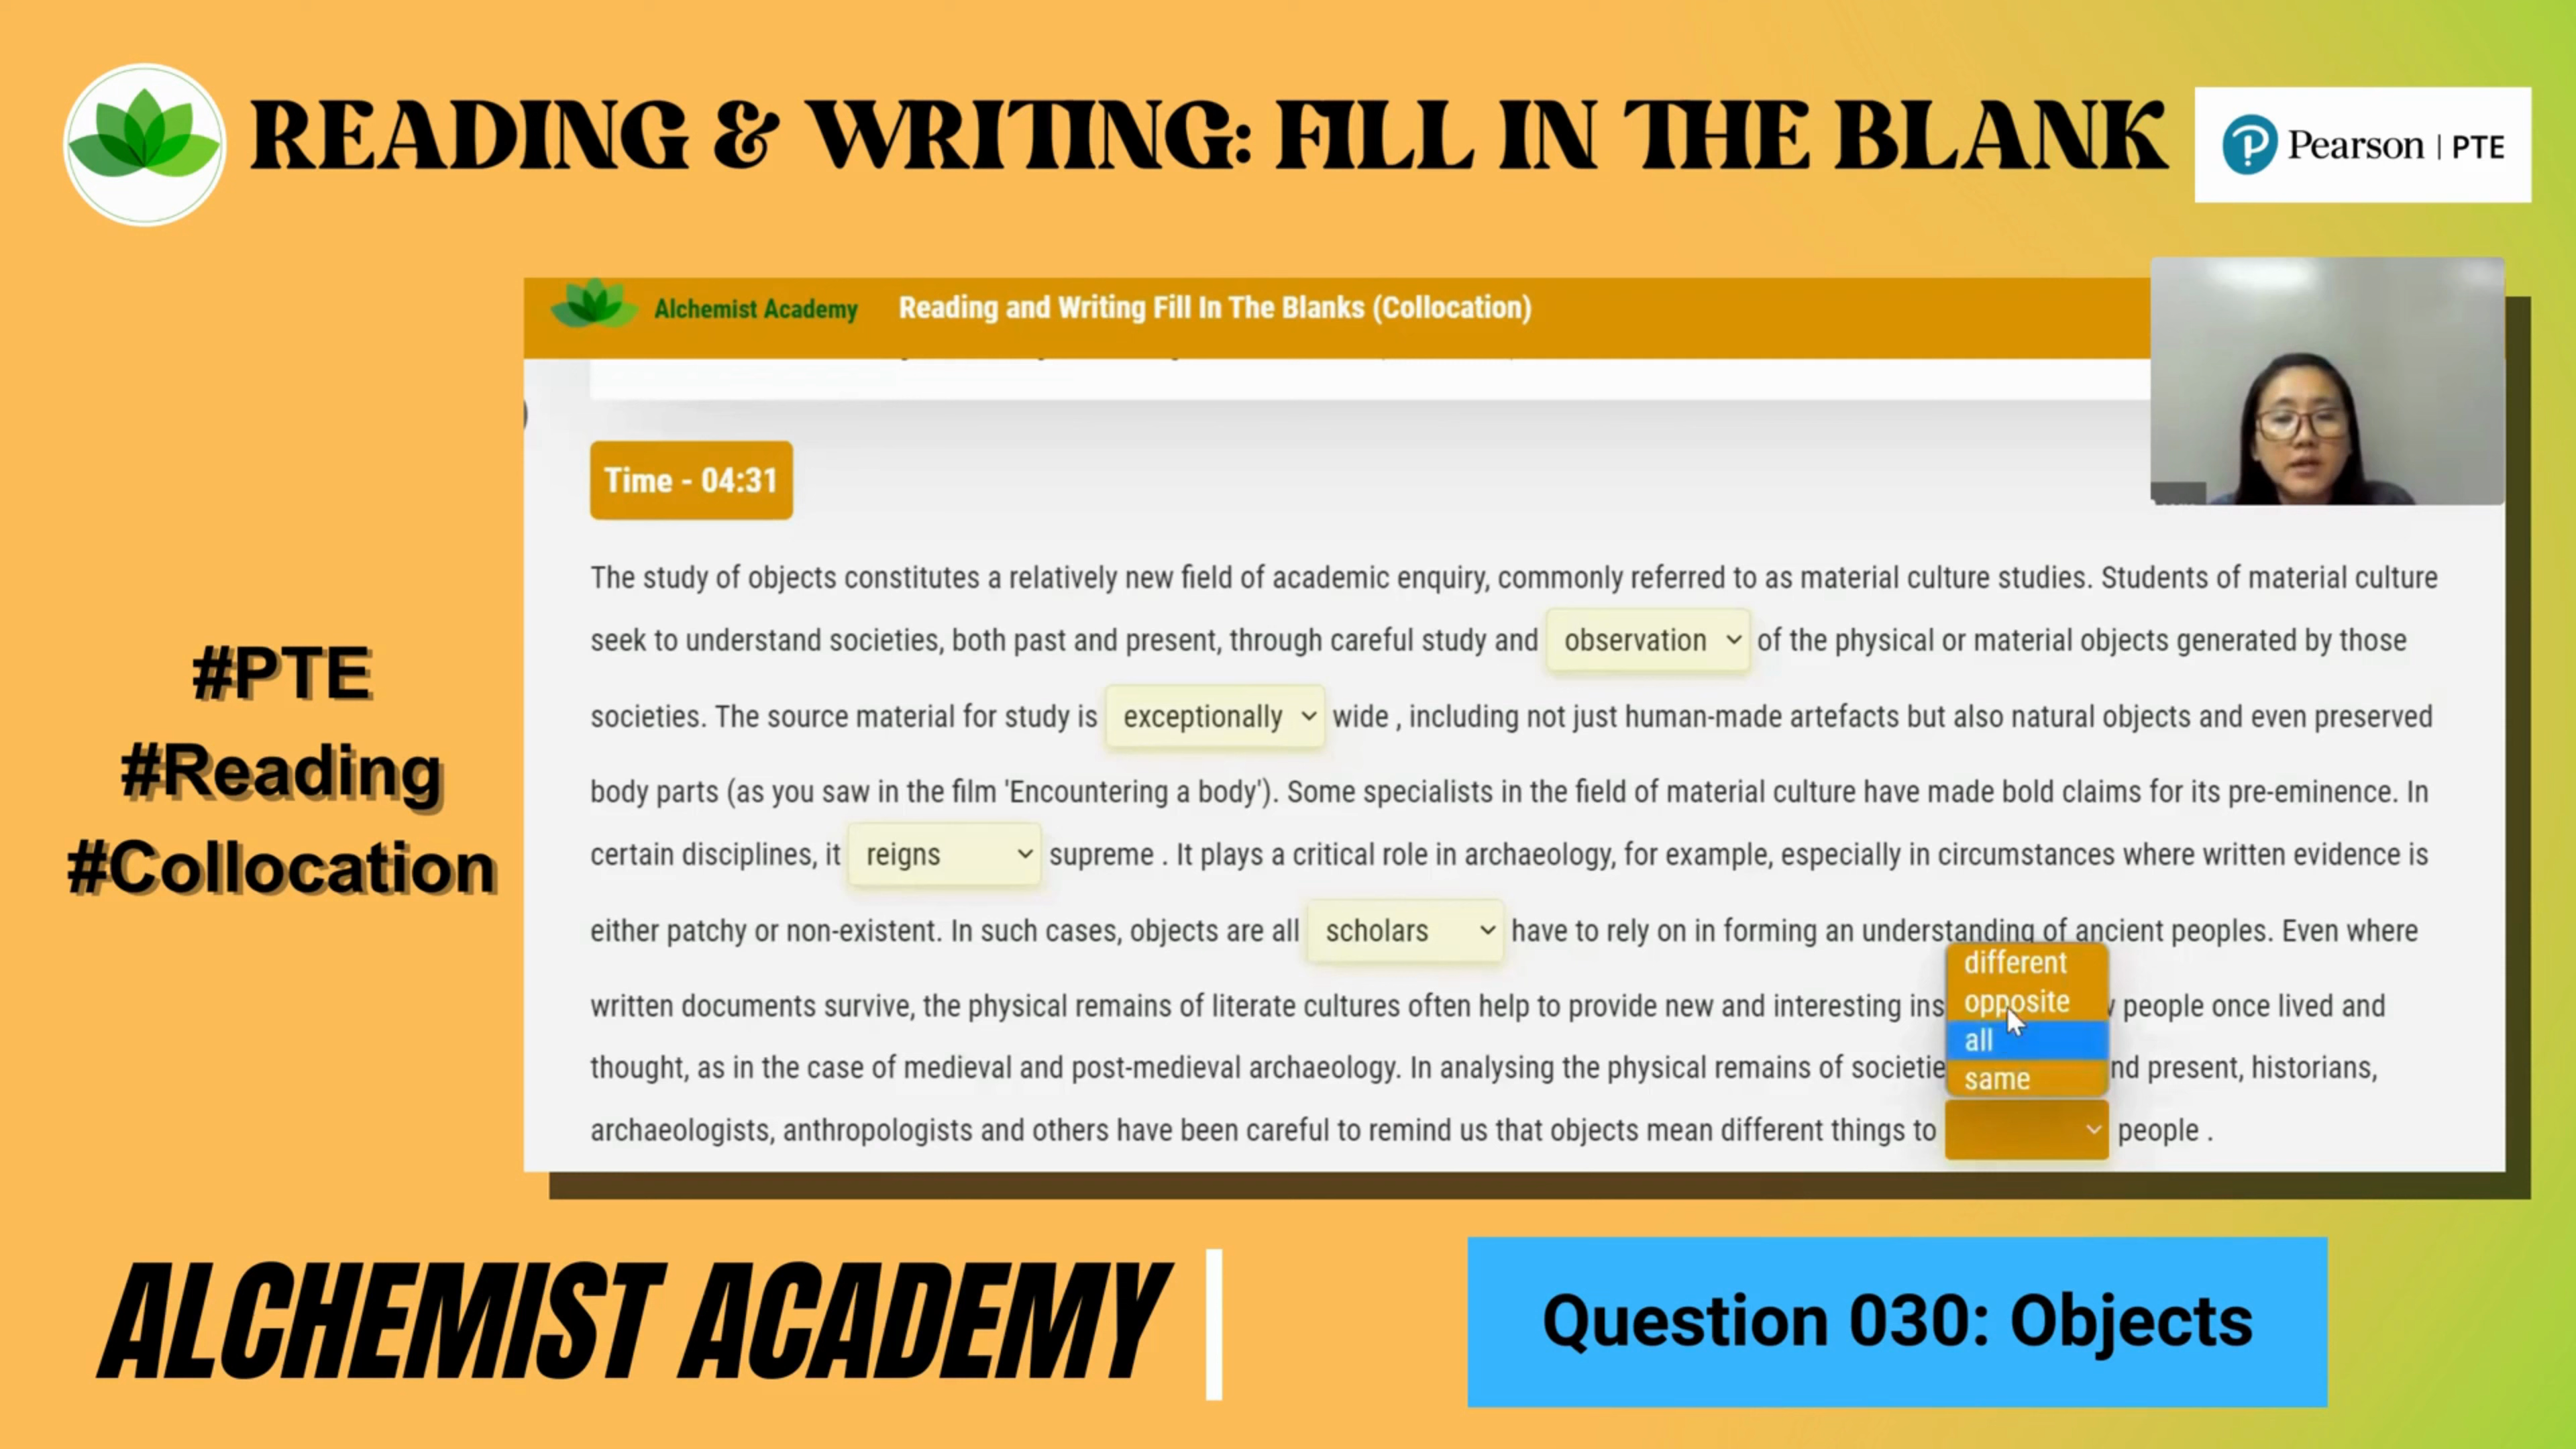 READING & WRITING: FILL IN THE BLANK
Pearson | PTE
Alchemist Academy
Reading and Writing Fill In The Blanks (Collocation)
Time - 04:31
The study of objects constitutes a relatively new field of academic enquiry, commonly referred to as material culture studies. Students of material culture
seek to understand societies, both past and present, through careful study and observation of the physical or material objects generated by those
societies. The source material for study is exceptionally wide , including not just human-made artefacts but also natural objects and even preserved
body parts (as you saw in the film 'Encountering a body'). Some specialists in the field of material culture have made bold claims for its pre-eminence. In
certain disciplines, it reigns supreme . It plays a critical role in archaeology, for example, especially in circumstances where written evidence is
either patchy or non-existent. In such cases, objects are all scholars have to rely on in forming an understanding of ancient peoples. Even where
different
written documents survive, the physical remains of literate cultures often help to provide new and interesting ins opposite people once lived and
all
thought, as in the case of medieval and post-medieval archaeology. In analysing the physical remains of societie same nd present, historians,
archaeologists, anthropologists and others have been careful to remind us that objects mean different things to people .
#PTE
#Reading
#Collocation
ALCHEMIST ACADEMY
Question 030: Objects